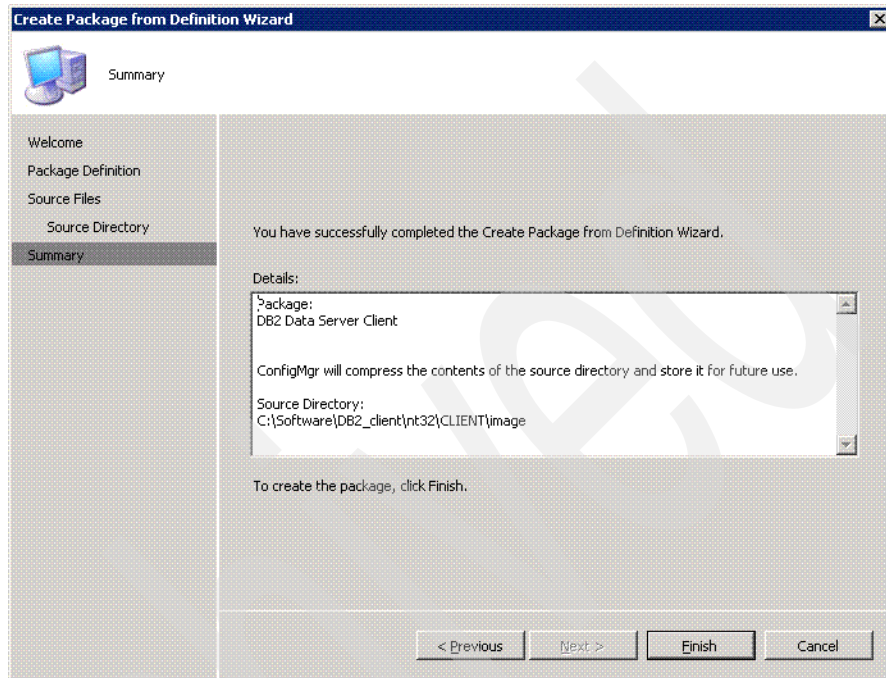 Create Package from Definition Wizard
Summary
Welcome
Package Definition
Source Files
Source Directory
Summary
You have successfully completed the Create Package from Definition Wizard.
Details:
Package:
DB2 Data Server Client
ConfigMgr will compress the contents of the source directory and store it for future use.
Source Directory:
C:\Software\DB2_client\nt32\CLIENT\image
To create the package, click Finish.
< Previous
Next >
Finish
Cancel